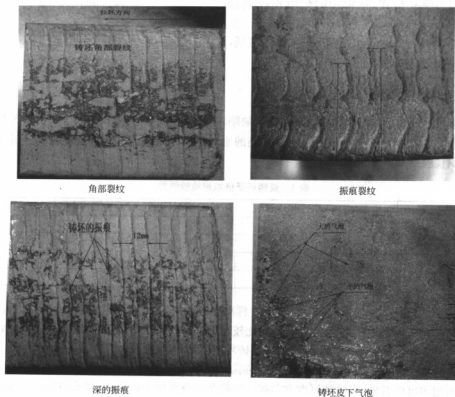 拉坯方向
铸坯角部裂纹
角部裂纹
振痕裂纹
铸坯的振痕
12mm
大的气泡
小的气泡
深的振痕
铸坯皮下气泡